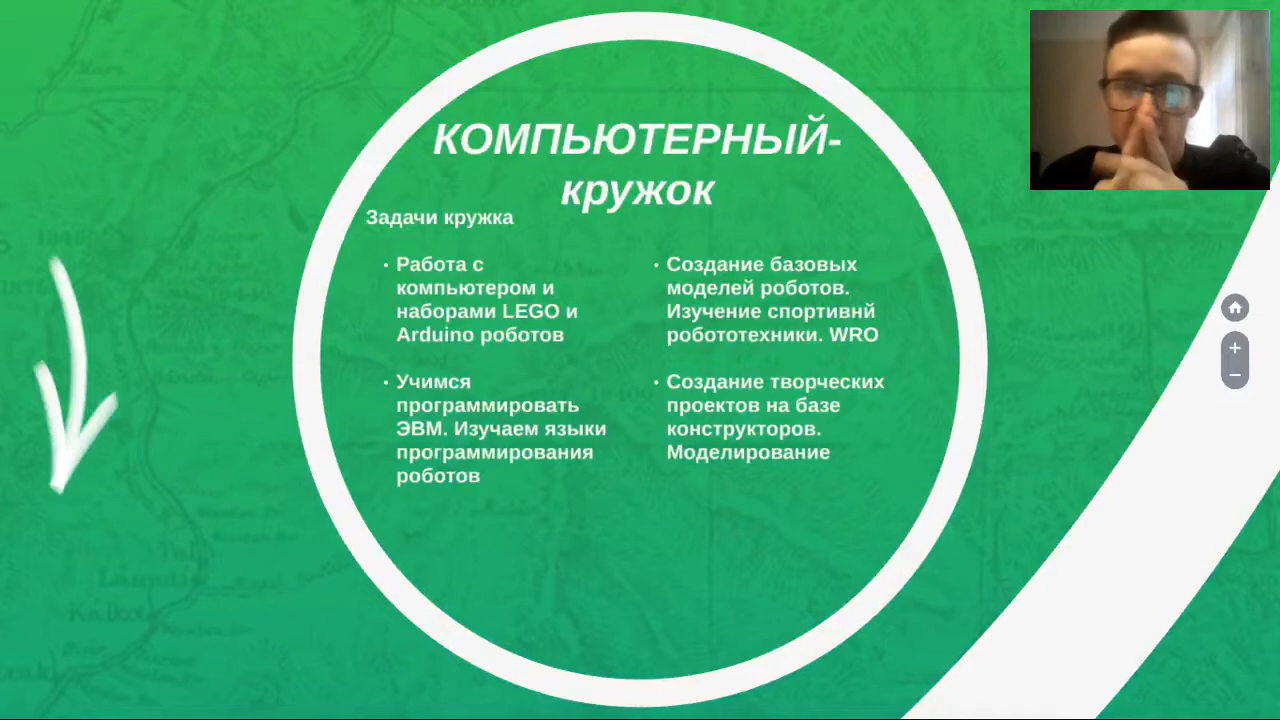 КОМПЬЮТЕРНЫЙ-
кружок
Задачи кружка
• Работа с
компьютером и
наборами LEGO и
Arduino роботов
• Учимся
программировать
ЭВМ. Изучаем языки
программирования
роботов
• Создание базовых
моделей роботов.
Изучение спортивнй
робототехники. WRO
• Создание творческих
проектов на базе
конструкторов.
Моделирование